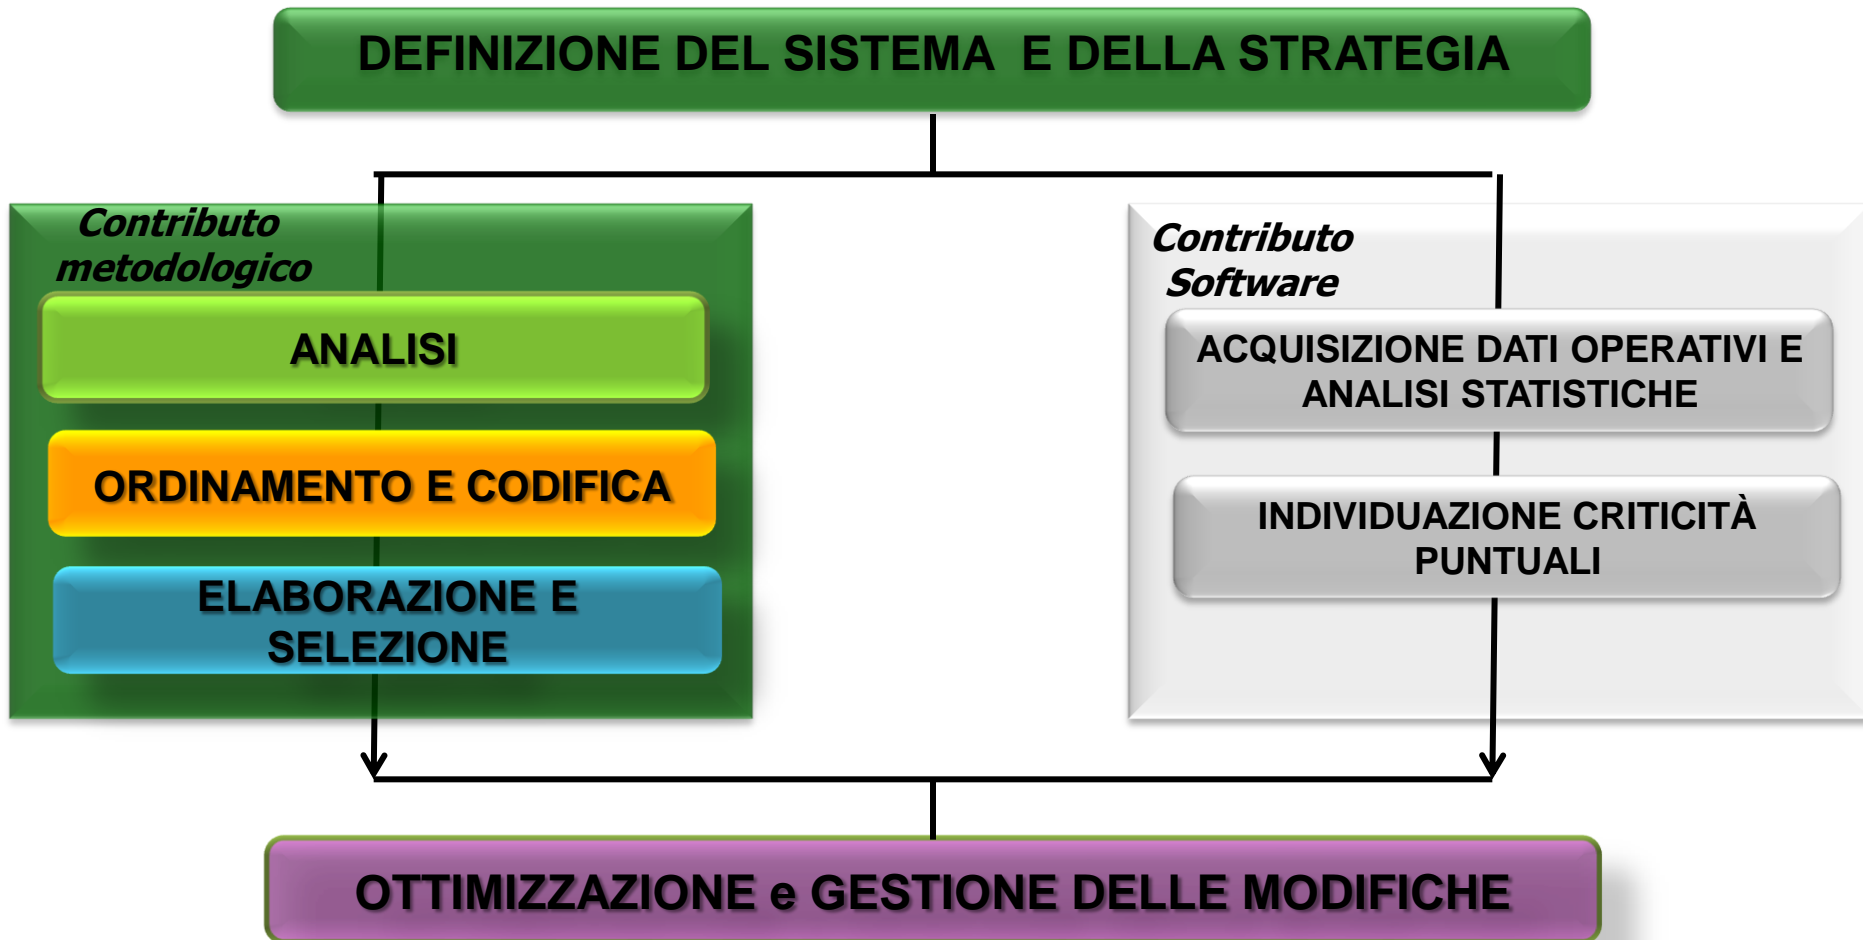 DEFINIZIONE DEL SISTEMA E DELLA STRATEGIA
Contributo
metodologico
ANALISI
ORDINAMENTO E CODIFICA
ELABORAZIONE E
SELEZIONE
Contributo
Software
ACQUISIZIONE DATI OPERATIVI E
ANALISI STATISTICHE
INDIVIDUAZIONE CRITICITÀ
PUNTUALI
OTTIMIZZAZIONE e GESTIONE DELLE MODIFICHE